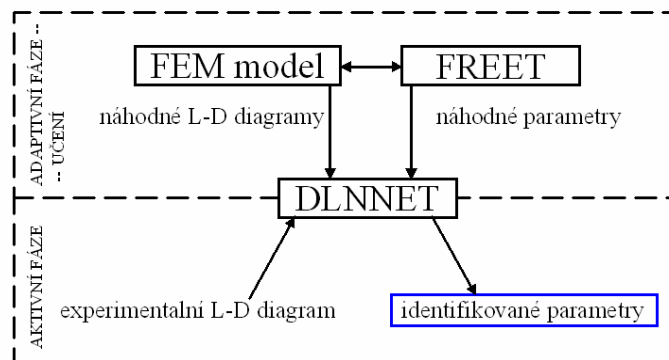 ADAPTIVNÍ FÁZE --
-- UČENÍ
FEM model
FREET
náhodné L-D diagramy
náhodné parametry
DLNNET
AKTIVNÍ FÁZE
experimentalní L-D diagram
identifikované parametry